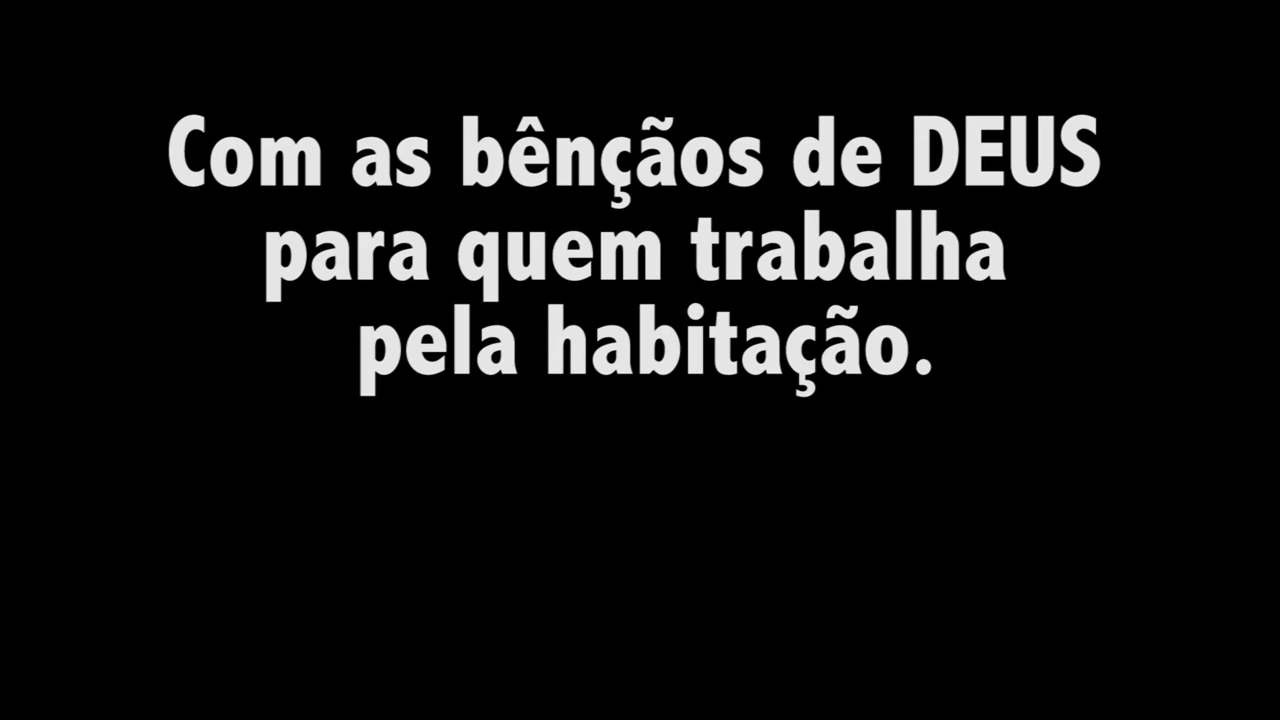 Com as bênçãos de DEUS
para quem trabalha
pela habitação.